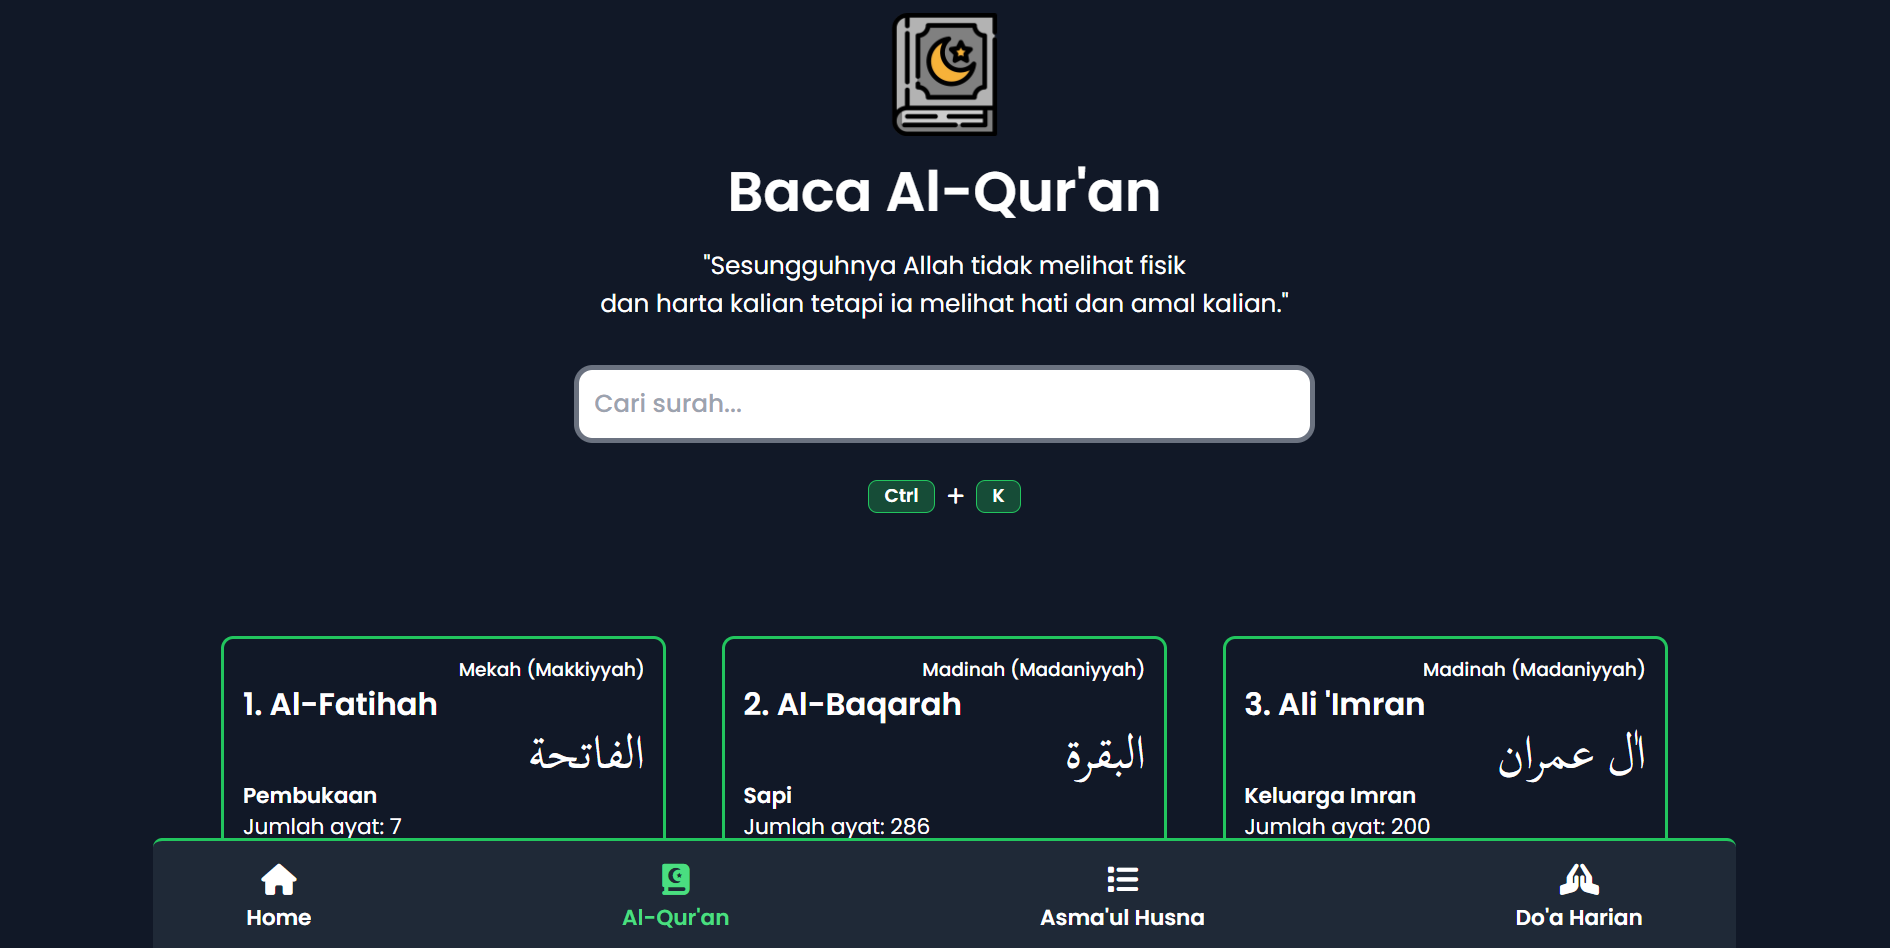 Baca Al-Qur'an
"Sesungguhnya Allah tidak melihat fisik
dan harta kalian tetapi ia melihat hati dan amal kalian."
Cari surah...
Ctrl + K
Mekah (Makkiyyah)
1. Al-Fatihah
الفاتحة
Pembukaan
Jumlah ayat: 7
Madinah (Madaniyyah)
2. Al-Baqarah
البقرة
Sapi
Jumlah ayat: 286
Madinah (Madaniyyah)
3. Ali 'Imran
اٰل عمران
Keluarga Imran
Jumlah ayat: 200
Home
Al-Qur'an
Asma'ul Husna
Do'a Harian